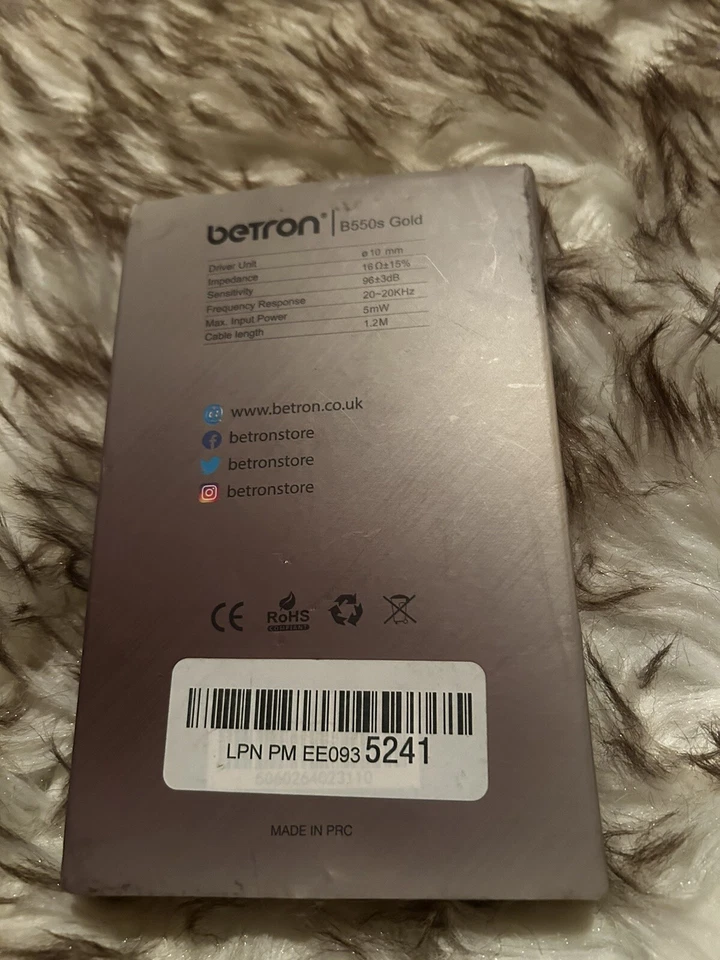 betron® | B550s Gold
Driver Unit ø10 mm
Impedance 16Ω±15%
Sensitivity 96±3dB
Frequency Response 20~20KHz
Max. Input Power 5mW
Cable length 1.2M
www.betron.co.uk
betronstore
betronstore
betronstore
CE
RoHS
COMPLIANT
LPN PM EE093 5241
6060264023110
MADE IN PRC